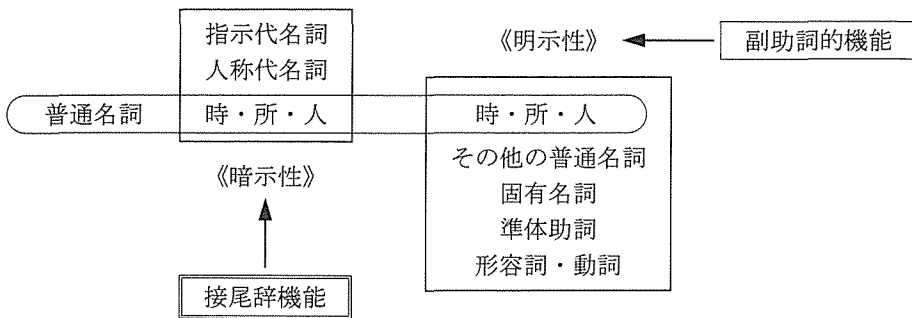 指示代名詞
人称代名詞
《明示性》
副助詞的機能
普通名詞
時・所・人
時・所・人
その他の普通名詞
《暗示性》
固有名詞
準体助詞
形容詞・動詞
接尾辞機能